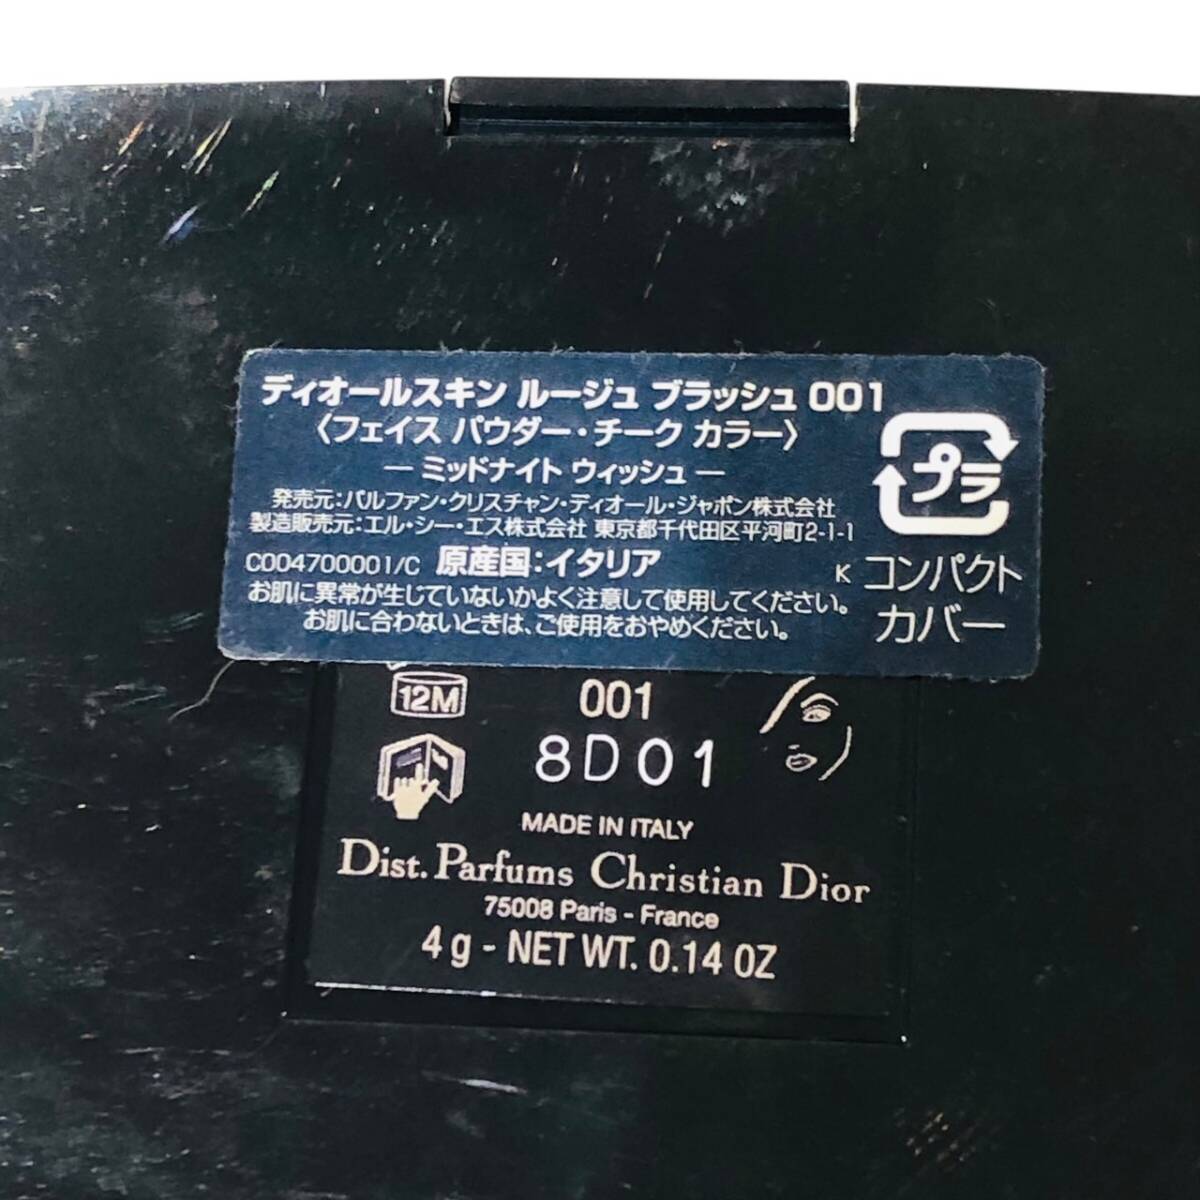 ディオールスキン ルージュ ブラッシュ 001
〈フェイス パウダー・チーク カラー〉
― ミッドナイト ウィッシュ ―
発売元:パルファン・クリスチャン・ディオール・ジャポン株式会社
製造販売元:エル・シー・エス株式会社 東京都千代田区平河町2-1-1
C004700001/C 原産国:イタリア
お肌に異常が生じていないかよく注意して使用してください。
お肌に合わないときは、ご使用をおやめください。
プラ
K コンパクト
カバー
12M
001
8D01
MADE IN ITALY
Dist. Parfums Christian Dior
75008 Paris - France
4 g - NET WT. 0.14 OZ